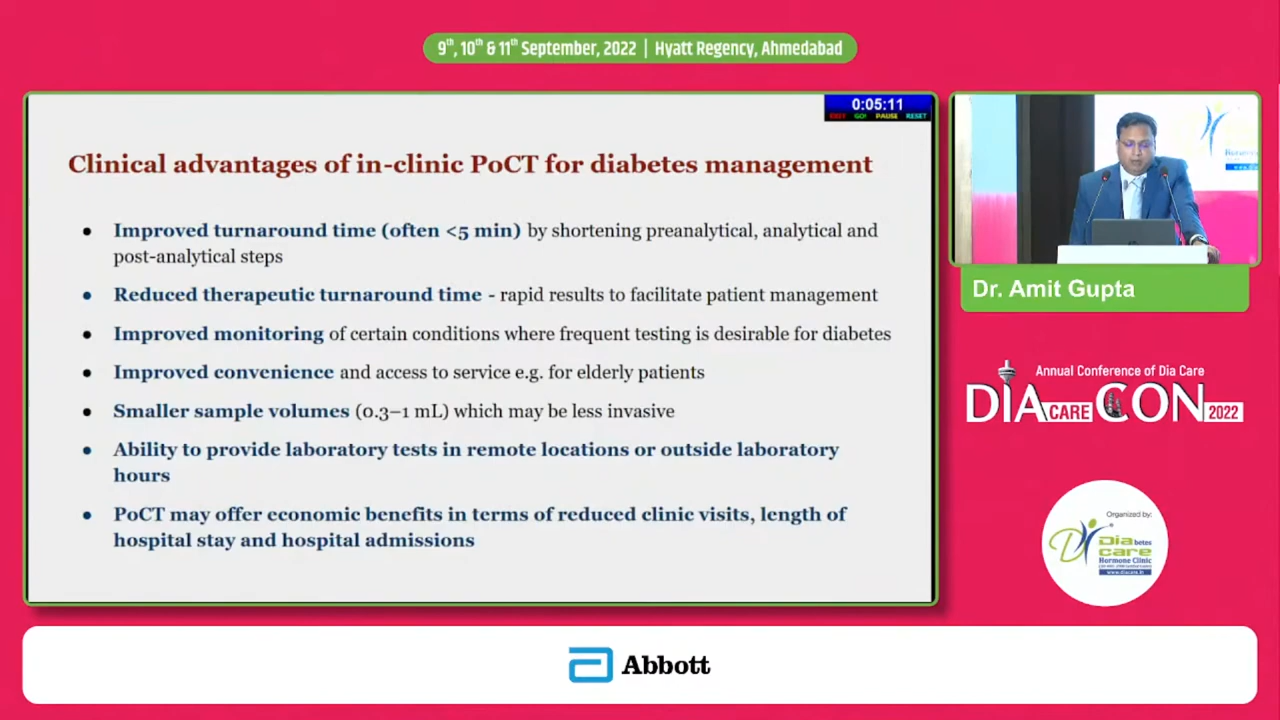 9th, 10th & 11th September, 2022 | Hyatt Regency, Ahmedabad
0:05:11
EXIT GO! PAUSE RESET
Clinical advantages of in-clinic PoCT for diabetes management
• Improved turnaround time (often <5 min) by shortening preanalytical, analytical and
post-analytical steps
• Reduced therapeutic turnaround time - rapid results to facilitate patient management
• Improved monitoring of certain conditions where frequent testing is desirable for diabetes
• Improved convenience and access to service e.g. for elderly patients
• Smaller sample volumes (0.3–1 mL) which may be less invasive
• Ability to provide laboratory tests in remote locations or outside laboratory
hours
• PoCT may offer economic benefits in terms of reduced clinic visits, length of
hospital stay and hospital admissions
Dr. Amit Gupta
Annual Conference of Dia Care
DIA CARE CON 2022
Organized by:
Diabetes
care
Hormone Clinic
www.diacare.in
Abbott